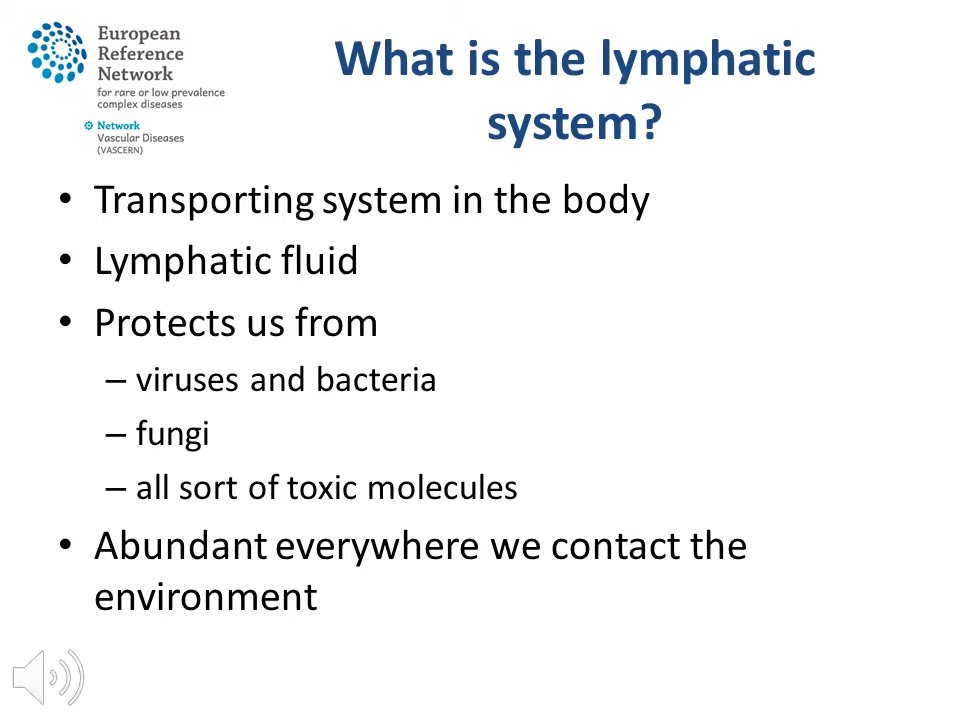 European
Reference
Network
for rare or low prevalence
complex diseases
Network
Vascular Diseases
(VASCERN)
What is the lymphatic
system?
• Transporting system in the body
• Lymphatic fluid
• Protects us from
– viruses and bacteria
– fungi
– all sort of toxic molecules
• Abundant everywhere we contact the
environment